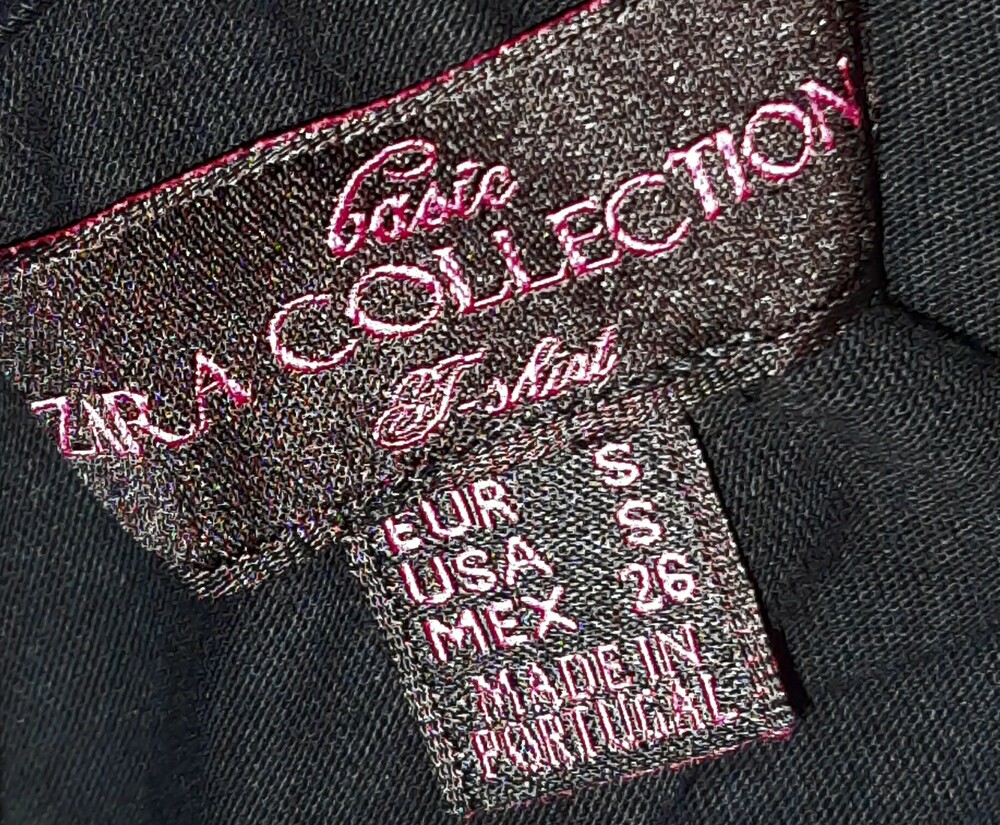 Basic
ZARA COLLECTION
T-shirt
EUR S
USA S
MEX 26
MADE IN
PORTUGAL